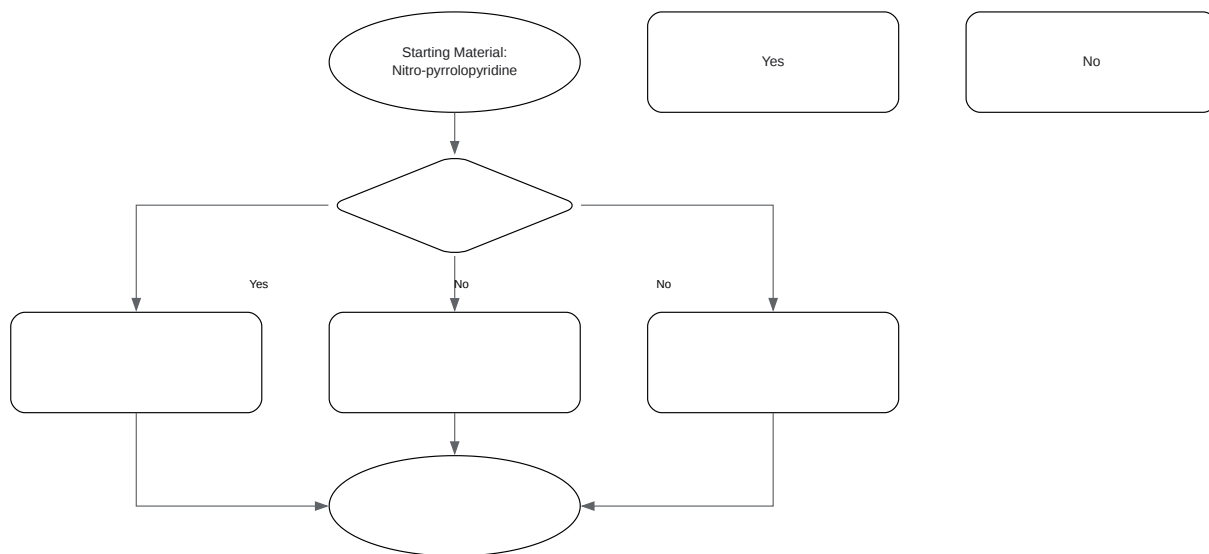 Starting Material:
Nitro-pyrrolopyridine
Yes
No
Yes
No
No